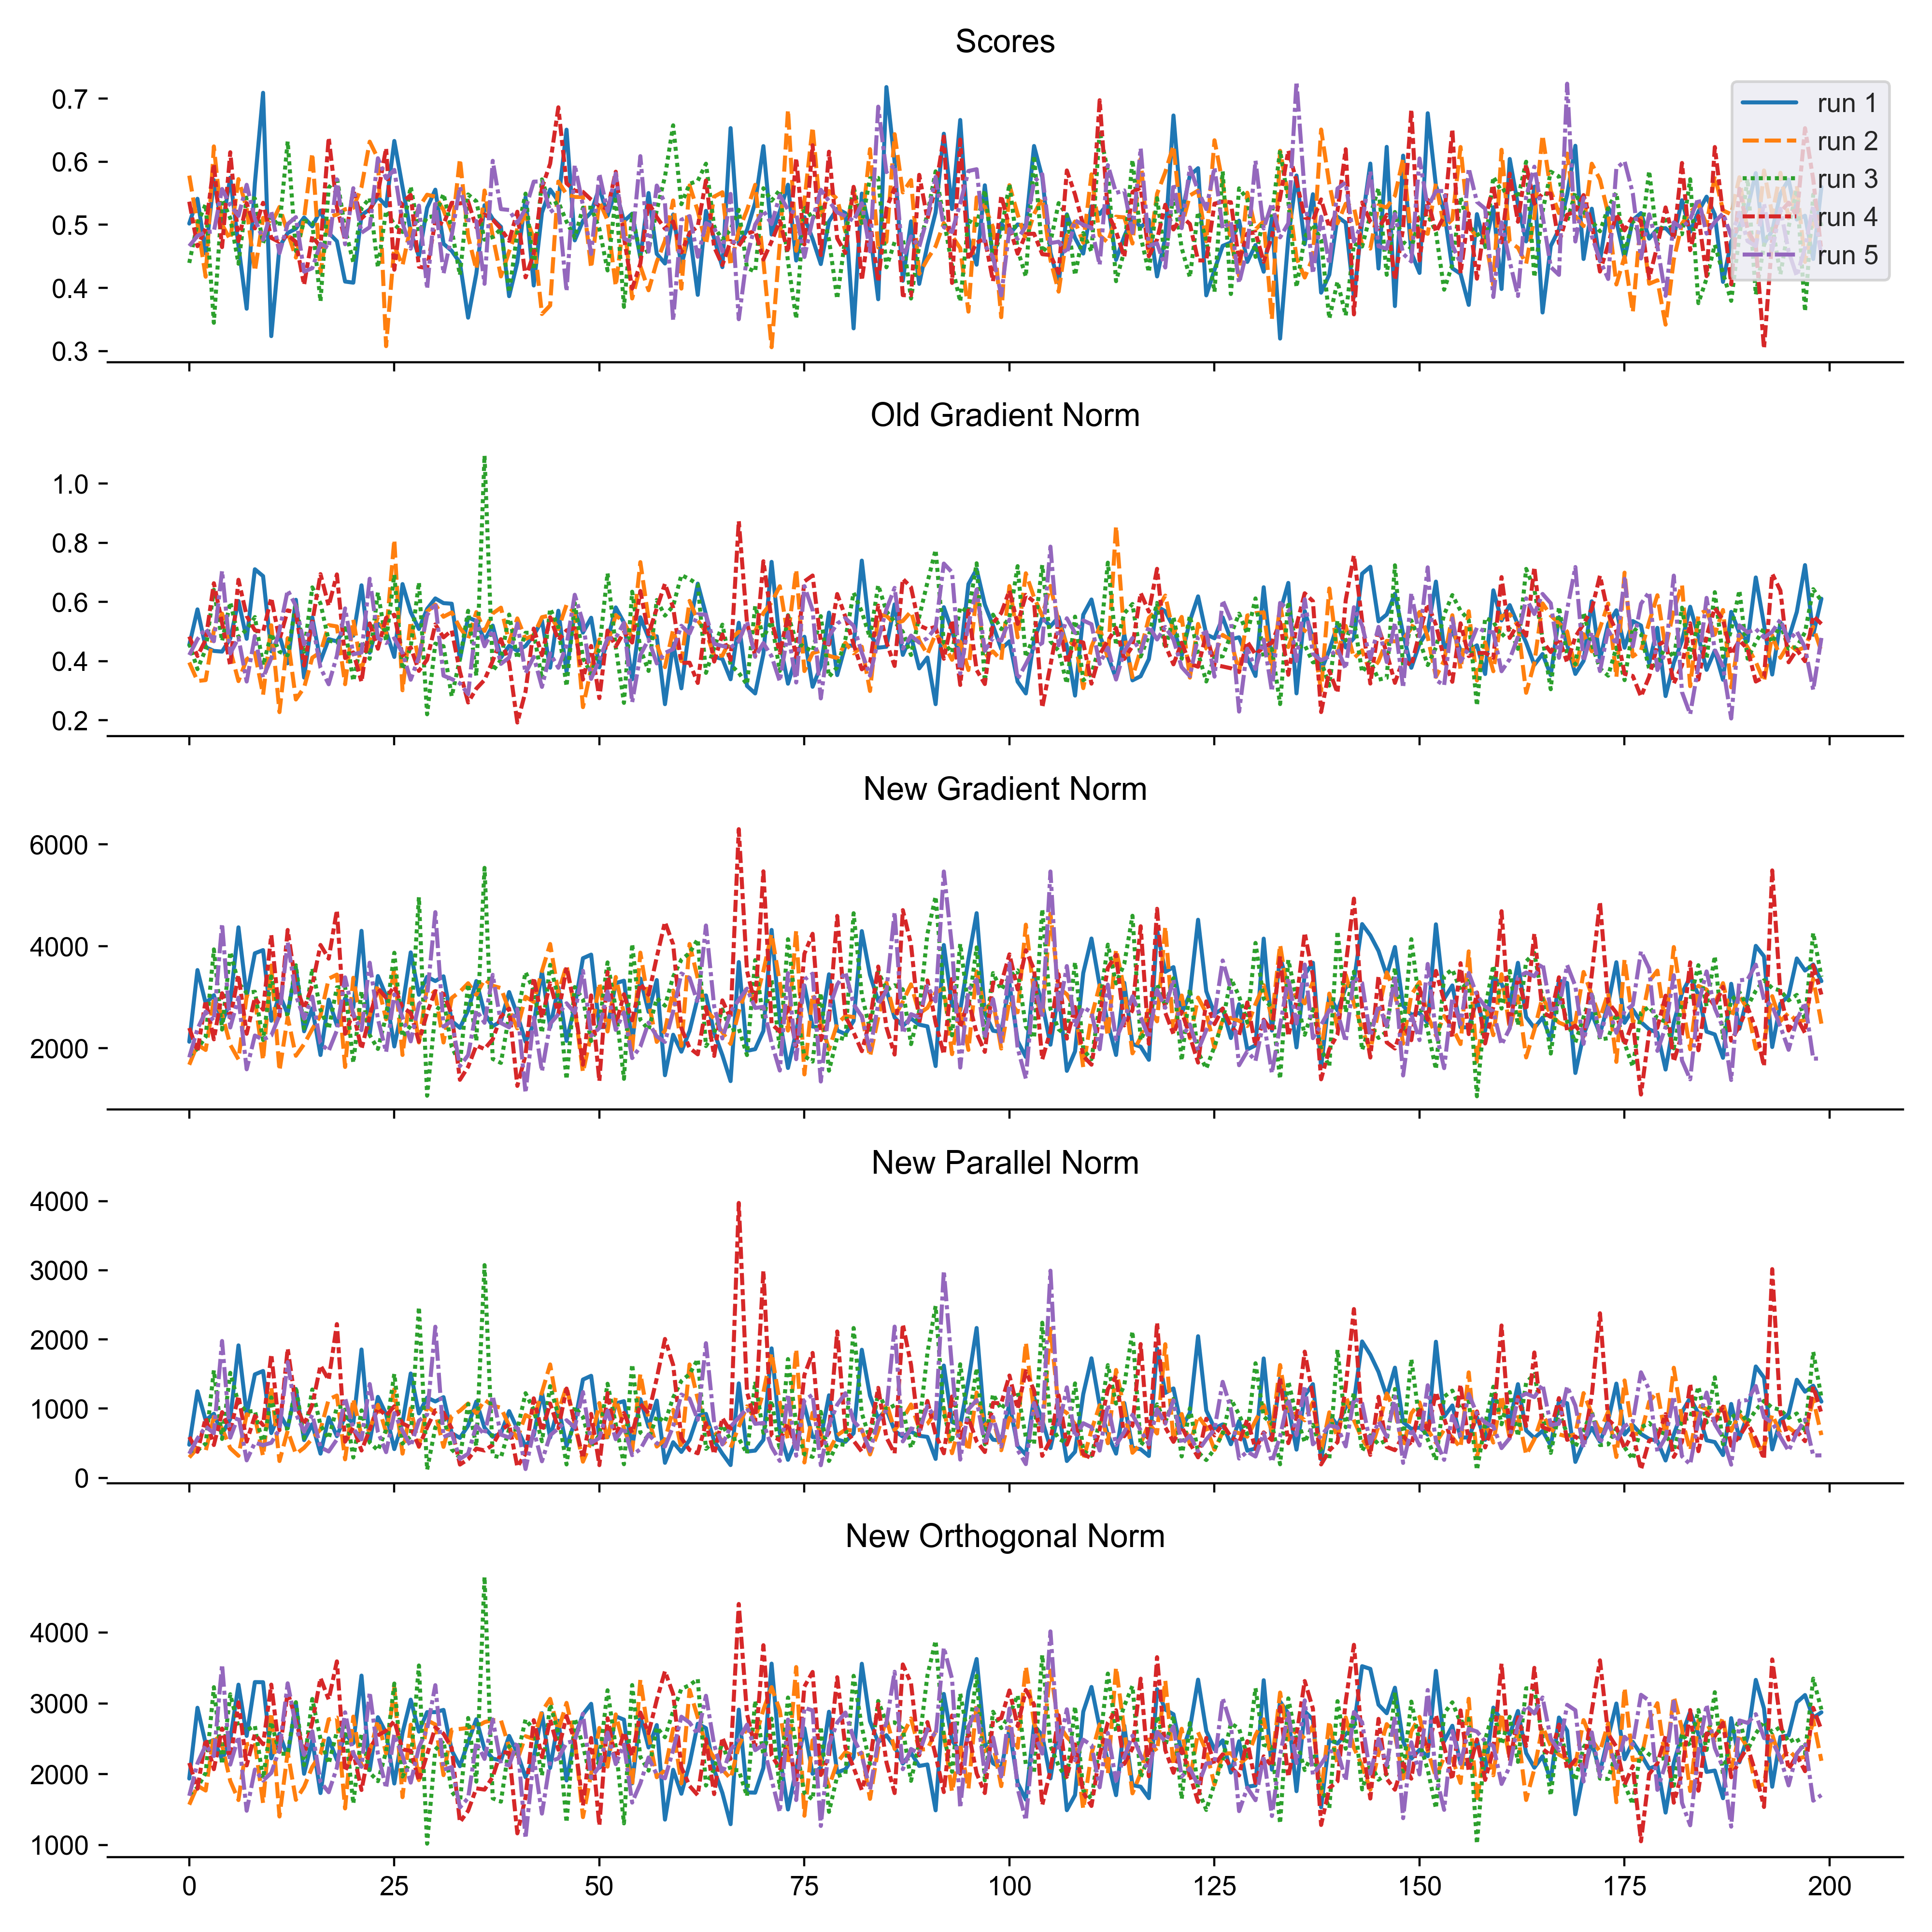 Scores
0.7
0.6
0.5
0.4
0.3
run 1
run 2
run 3
run 4
run 5
Old Gradient Norm
1.0
0.8
0.6
0.4
0.2
New Gradient Norm
6000
4000
2000
New Parallel Norm
4000
3000
2000
1000
0
New Orthogonal Norm
4000
3000
2000
1000
0 25 50 75 100 125 150 175 200